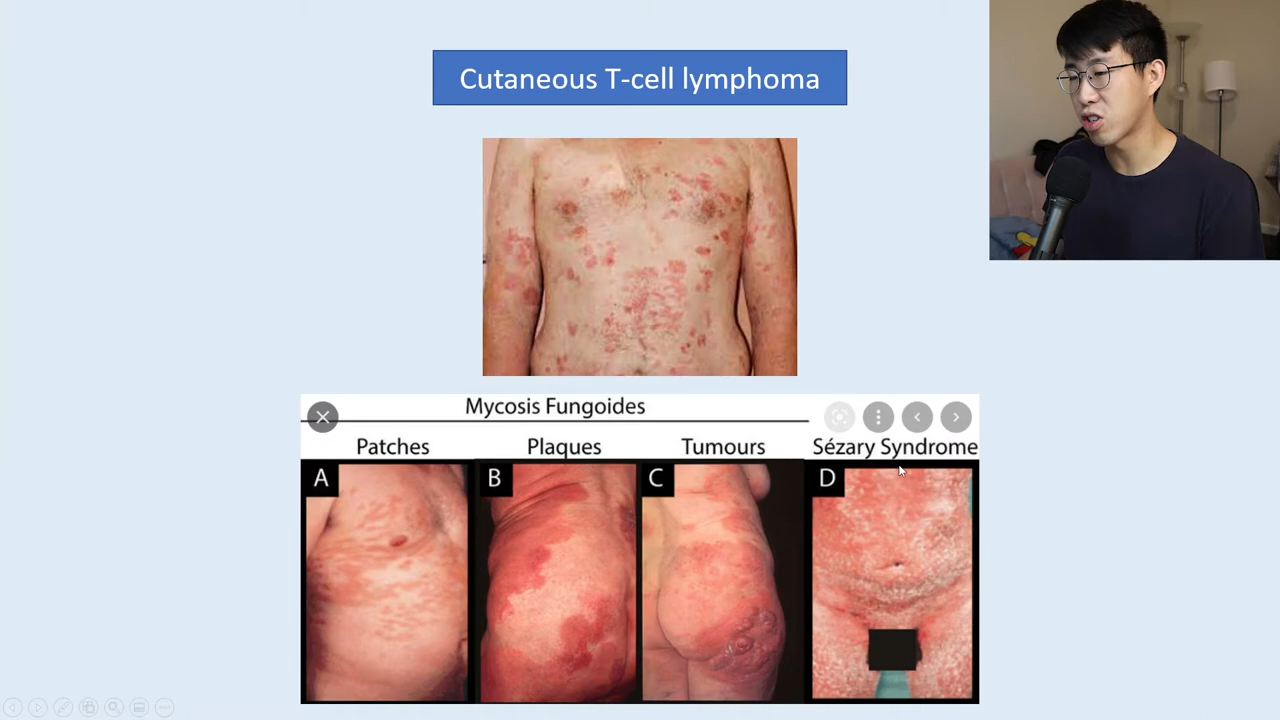 Cutaneous T-cell lymphoma
Mycosis Fungoides
Patches
Plaques
Tumours
Sézary Syndrome
A
B
C
D